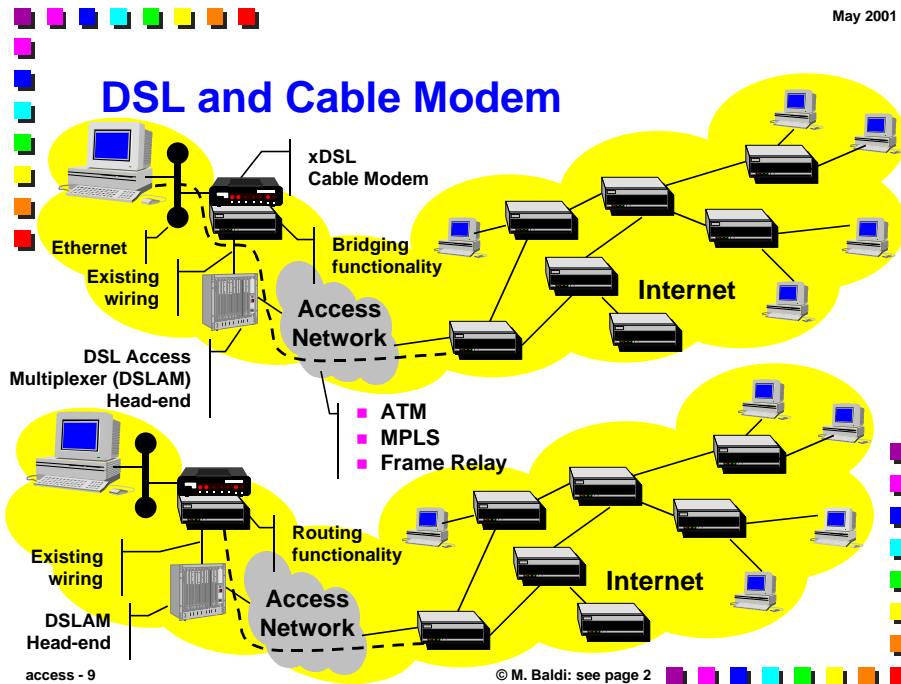 May 2001
DSL and Cable Modem
xDSL
Cable Modem
Ethernet
Bridging
functionality
Existing
wiring
Internet
Access
Network
DSL Access
Multiplexer (DSLAM)
Head-end
ATM
MPLS
Frame Relay
Routing
functionality
Existing
wiring
Internet
Access
Network
DSLAM
Head-end
access - 9
© M. Baldi: see page 2